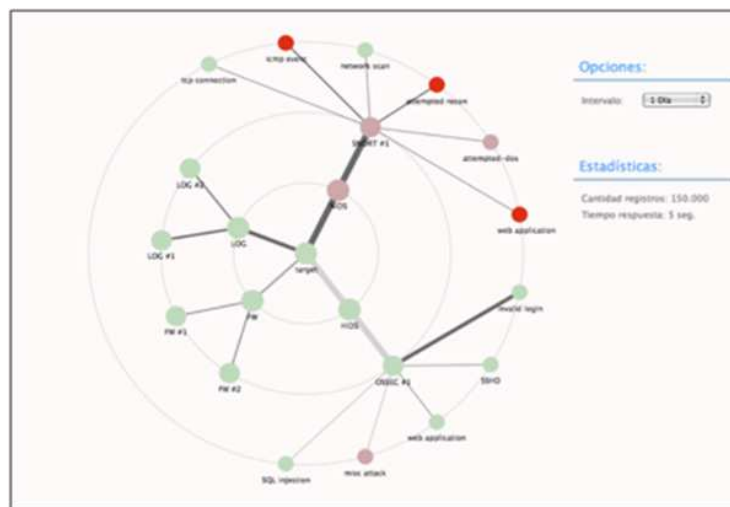 icmp event
network scan
tcp connection
attempted recon
SNORT #1
attempted-dos
LOG #2
web application
LOG
LOG #1
target
invalid login
FW
HIDS
FW #1
OSSEC #1
SSHD
FW #2
web application
misc attack
SQL injection
Opciones:
Intervalo: 1 Día
Estadísticas:
Cantidad registros: 150.000
Tiempo respuesta: 5 seg.